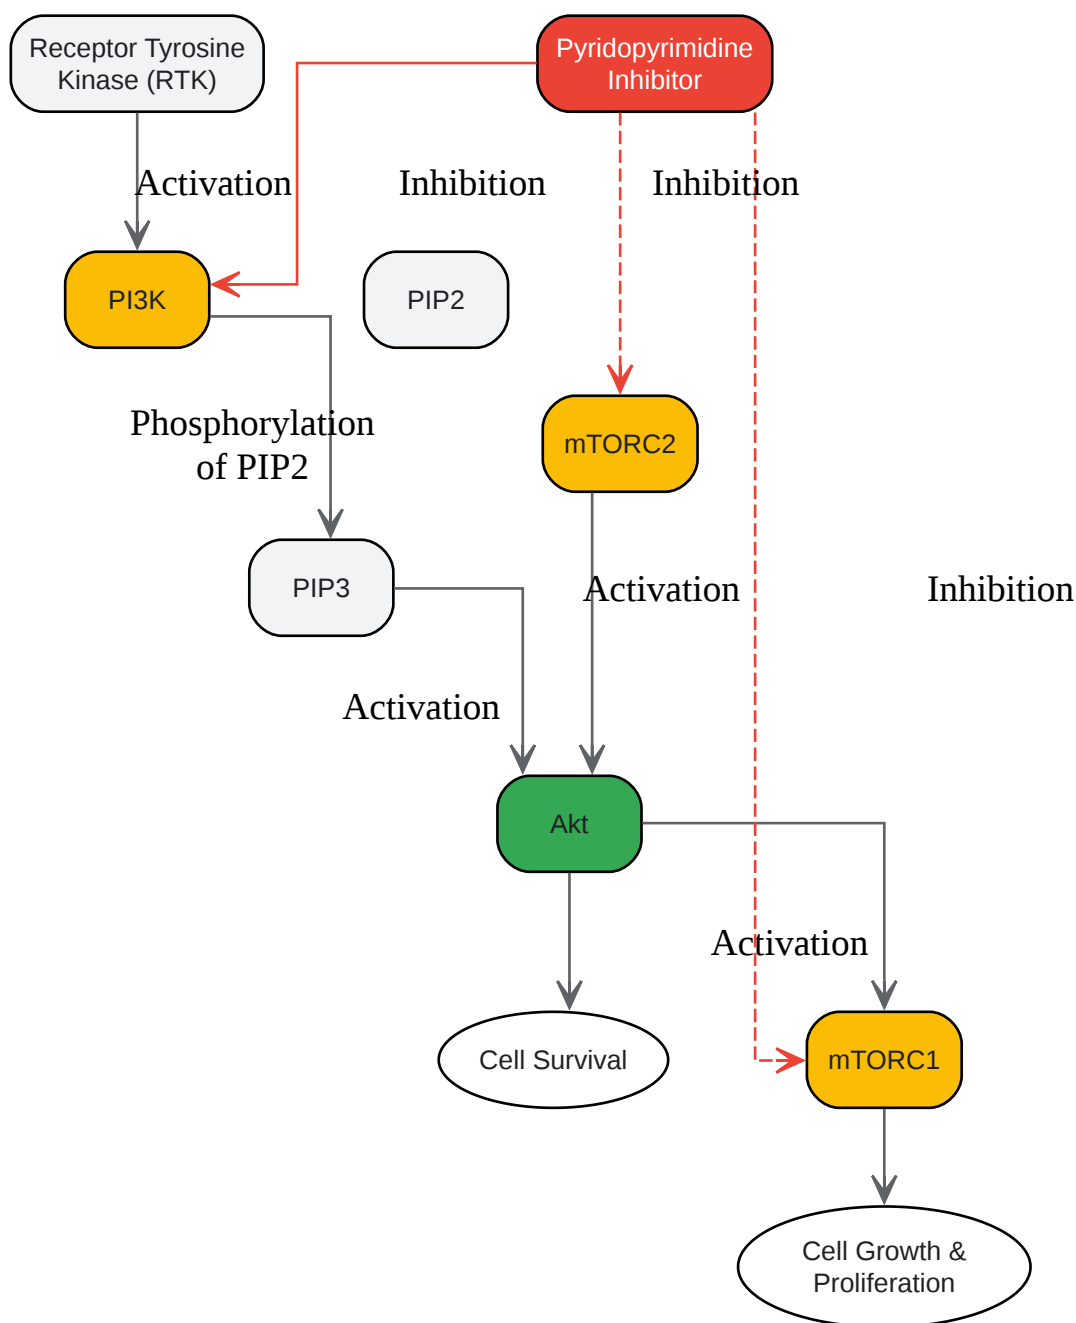 Receptor Tyrosine
Kinase (RTK)
Pyridopyrimidine
Inhibitor
Activation
Inhibition
Inhibition
PI3K
PIP2
Phosphorylation
of PIP2
mTORC2
PIP3
Activation
Inhibition
Activation
Akt
Activation
Cell Survival
mTORC1
Cell Growth &
Proliferation